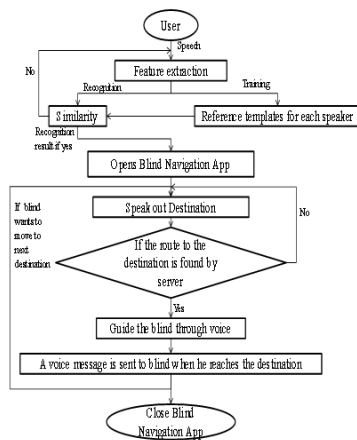 User
Speech
No
Feature extraction
Recognition
Training
Similarity
Reference templates for each speaker
Recognition
result if yes
Opens Blind Navigation App
If blind
wants to
move to
next
destination
Speak out Destination
No
If the route to the
destination is found by
server
Yes
Guide the blind through voice
A voice message is sent to blind when he reaches the destination
Close Blind
Navigation App